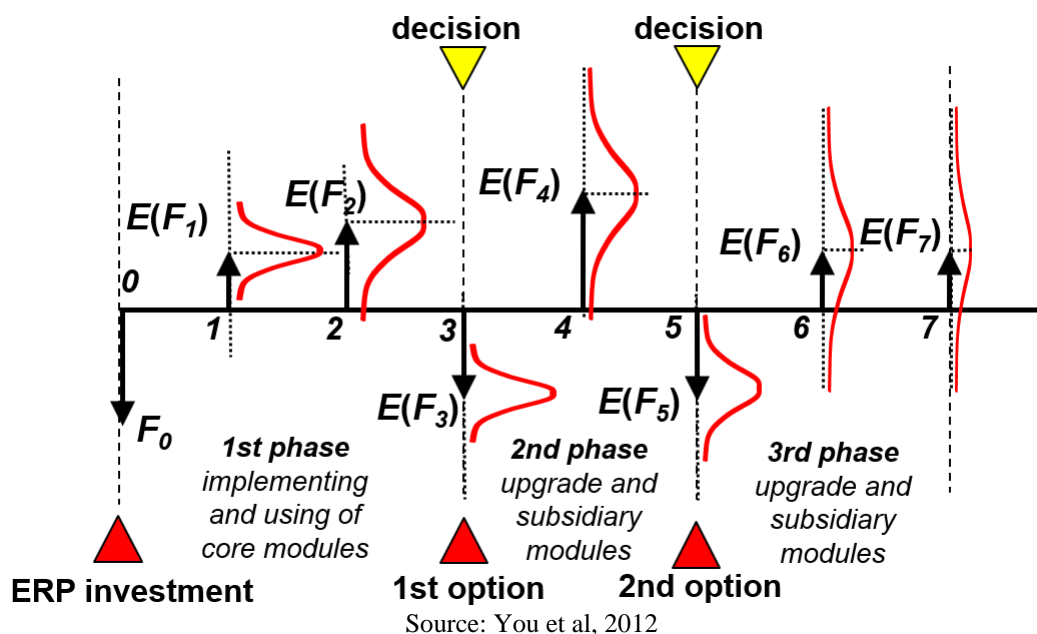 decision
decision
E(F1)
E(F2)
E(F4)
E(F6)
E(F7)
0
1
2
3
4
5
6
7
F0
E(F3)
E(F5)
1st phase
implementing
and using of
core modules
2nd phase
upgrade and
subsidiary
modules
3rd phase
upgrade and
subsidiary
modules
ERP investment
1st option
2nd option
Source: You et al, 2012